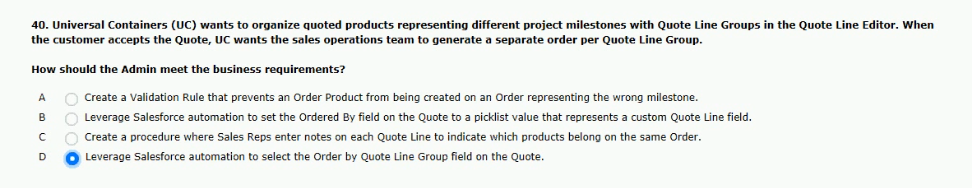 40. Universal Containers (UC) wants to organize quoted products representing different project milestones with Quote Line Groups in the Quote Line Editor. When
the customer accepts the Quote, UC wants the sales operations team to generate a separate order per Quote Line Group.
How should the Admin meet the business requirements?
A Create a Validation Rule that prevents an Order Product from being created on an Order representing the wrong milestone.
B Leverage Salesforce automation to set the Ordered By field on the Quote to a picklist value that represents a custom Quote Line field.
C Create a procedure where Sales Reps enter notes on each Quote Line to indicate which products belong on the same Order.
D Leverage Salesforce automation to select the Order by Quote Line Group field on the Quote.